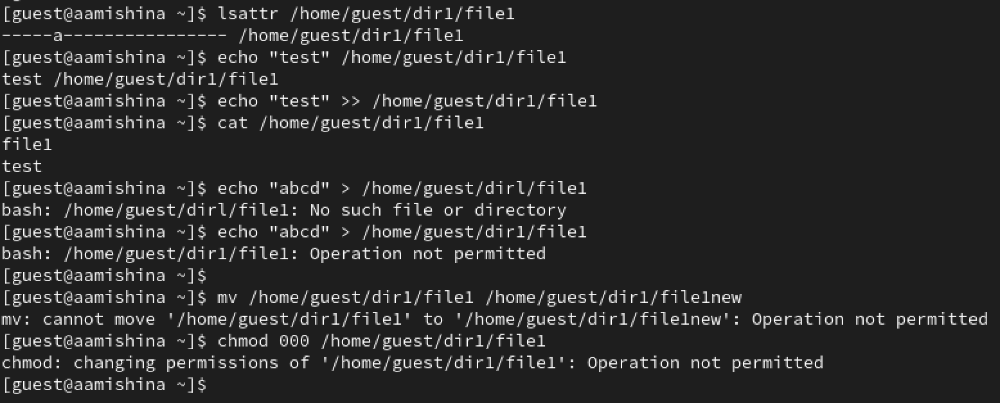 [guest@aamishina ~]$ lsattr /home/guest/dir1/file1
-----a---------------- /home/guest/dir1/file1
[guest@aamishina ~]$ echo "test" /home/guest/dir1/file1
test /home/guest/dir1/file1
[guest@aamishina ~]$ echo "test" >> /home/guest/dir1/file1
[guest@aamishina ~]$ cat /home/guest/dir1/file1
file1
test
[guest@aamishina ~]$ echo "abcd" > /home/guest/dirl/file1
bash: /home/guest/dirl/file1: No such file or directory
[guest@aamishina ~]$ echo "abcd" > /home/guest/dir1/file1
bash: /home/guest/dir1/file1: Operation not permitted
[guest@aamishina ~]$
[guest@aamishina ~]$ mv /home/guest/dir1/file1 /home/guest/dir1/file1new
mv: cannot move '/home/guest/dir1/file1' to '/home/guest/dir1/file1new': Operation not permitted
[guest@aamishina ~]$ chmod 000 /home/guest/dir1/file1
chmod: changing permissions of '/home/guest/dir1/file1': Operation not permitted
[guest@aamishina ~]$